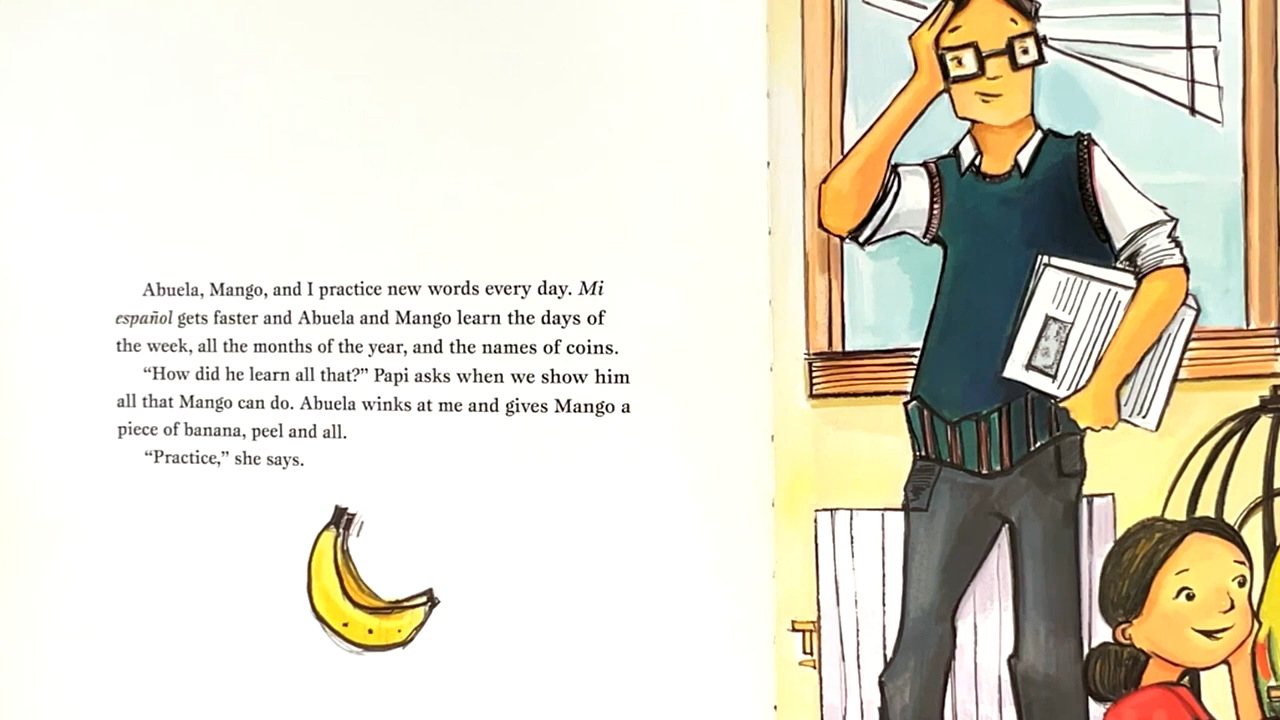 Abuela, Mango, and I practice new words every day. Mi
español gets faster and Abuela and Mango learn the days of
the week, all the months of the year, and the names of coins.
“How did he learn all that?” Papi asks when we show him
all that Mango can do. Abuela winks at me and gives Mango a
piece of banana, peel and all.
“Practice,” she says.